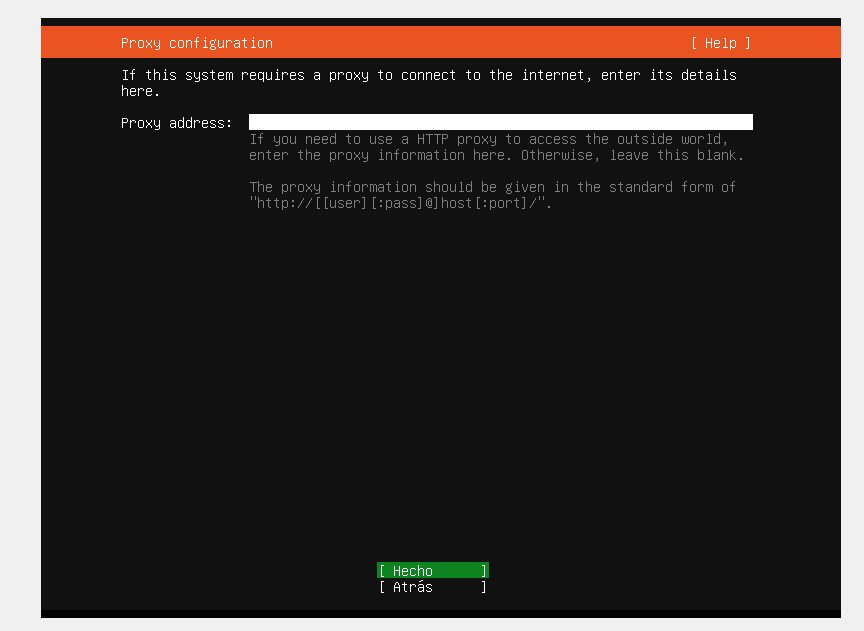 Proxy configuration [ Help ]
If this system requires a proxy to connect to the internet, enter its details
here.
Proxy address:
If you need to use a HTTP proxy to access the outside world,
enter the proxy information here. Otherwise, leave this blank.
The proxy information should be given in the standard form of
"http://[[user][:pass]@]host[:port]/".
[ Hecho ]
[ Atrás ]